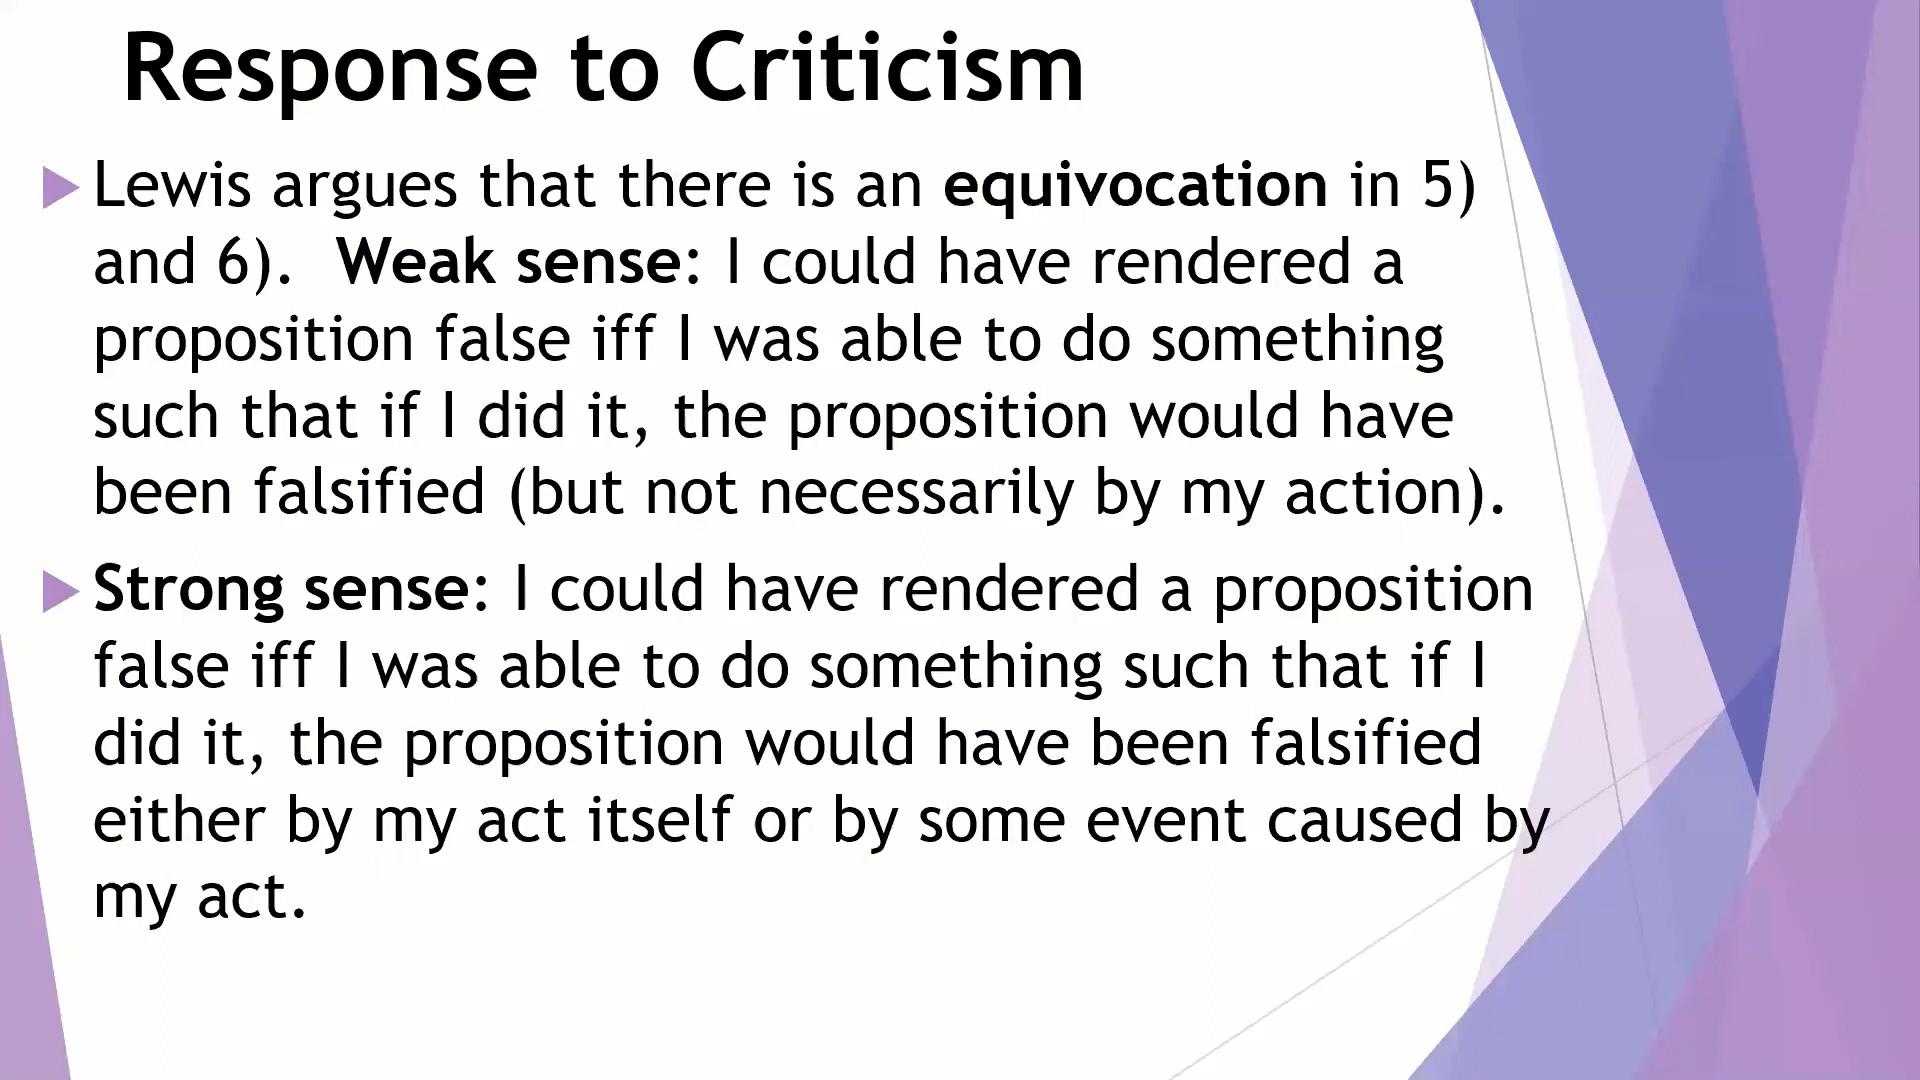 Response to Criticism
Lewis argues that there is an equivocation in 5)
and 6).  Weak sense: I could have rendered a
proposition false iff I was able to do something
such that if I did it, the proposition would have
been falsified (but not necessarily by my action).
Strong sense: I could have rendered a proposition
false iff I was able to do something such that if I
did it, the proposition would have been falsified
either by my act itself or by some event caused by
my act.